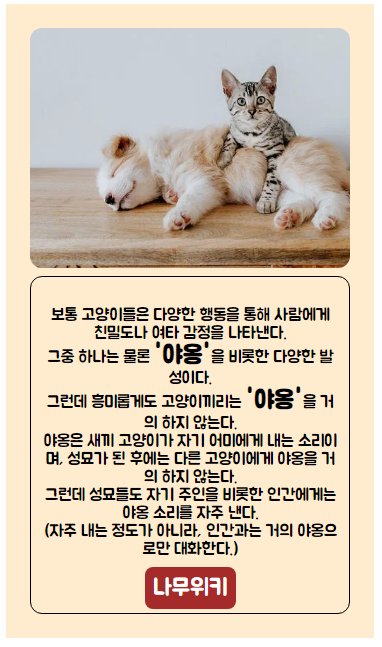 보통 고양이들은 다양한 행동을 통해 사람에게
친밀도나 여타 감정을 나타낸다.
그중 하나는 물론 '야옹'을 비롯한 다양한 발
성이다.
그런데 흥미롭게도 고양이끼리는 '야옹'을 거
의 하지 않는다.
야옹은 새끼 고양이가 자기 어미에게 내는 소리이
며, 성묘가 된 후에는 다른 고양이에게 야옹을 거
의 하지 않는다.
그런데 성묘들도 자기 주인을 비롯한 인간에게는
야옹 소리를 자주 낸다.
(자주 내는 정도가 아니라, 인간과는 거의 야옹으
로만 대화한다.)
나무위키